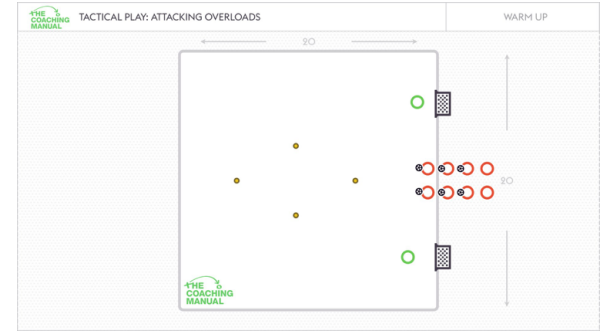 THE
COACHING
MANUAL
TACTICAL PLAY: ATTACKING OVERLOADS
WARM UP
20
20
THE
COACHING
MANUAL